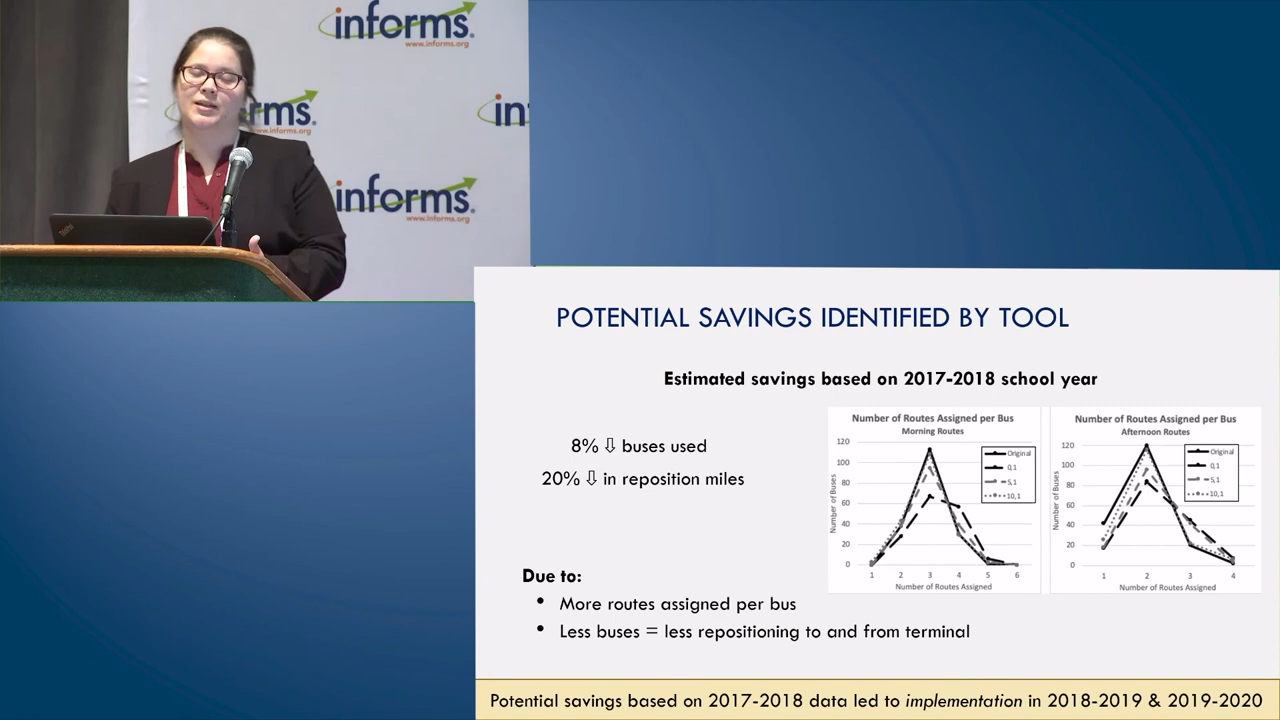 informs.
www.informs.org
rms.
www.informs.org
in
informs.
www.informs.org
POTENTIAL SAVINGS IDENTIFIED BY TOOL
Estimated savings based on 2017-2018 school year
8% ⇩ buses used
20% ⇩ in reposition miles
Number of Routes Assigned per Bus
Morning Routes
120
100
80
60
40
20
0
Number of Buses
Original
0,1
5,1
10,1
1 2 3 4 5 6
Number of Routes Assigned
Number of Routes Assigned per Bus
Afternoon Routes
120
100
80
60
40
20
0
Number of Buses
Original
0,1
5,1
10,1
1 2 3 4
Number of Routes Assigned
Due to:
• More routes assigned per bus
• Less buses = less repositioning to and from terminal
Potential savings based on 2017-2018 data led to implementation in 2018-2019 & 2019-2020